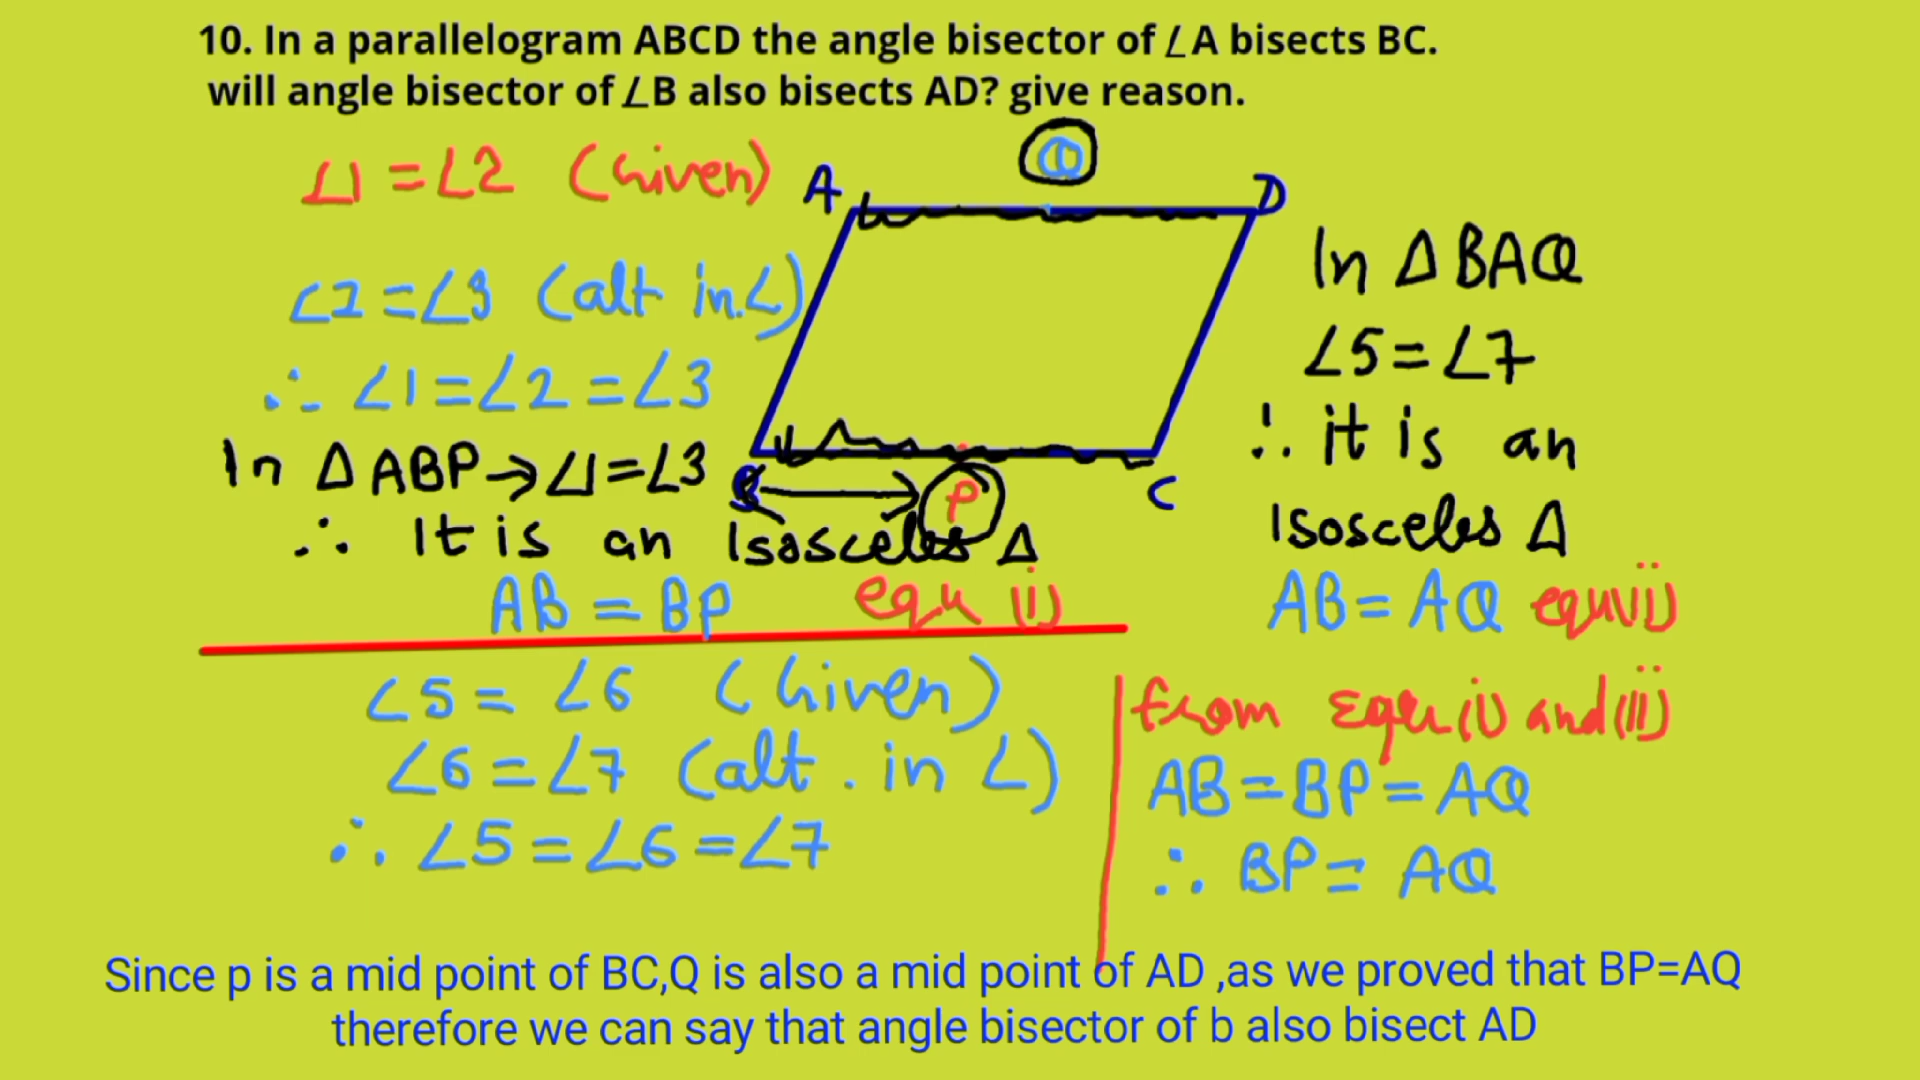 10. In a parallelogram ABCD the angle bisector of ∠A bisects BC.
will angle bisector of ∠B also bisects AD? give reason.
∠1 = ∠2 (Given)
∠2 = ∠3 (alt in.∠)
∴ ∠1 = ∠2 = ∠3
In Δ ABP → ∠1 = ∠3
∴ It is an Isosceles Δ
AB = BP equ (i)
A
Q
D
B
P
C
In Δ BAQ
∠5 = ∠7
∴ it is an
Isosceles Δ
AB = AQ equ(ii)
∠5 = ∠6 (Given)
∠6 = ∠7 (alt . in ∠)
∴ ∠5 = ∠6 = ∠7
from Equ (i) and (ii)
AB = BP = AQ
∴ BP = AQ
Since p is a mid point of BC,Q is also a mid point of AD ,as we proved that BP=AQ
therefore we can say that angle bisector of b also bisect AD